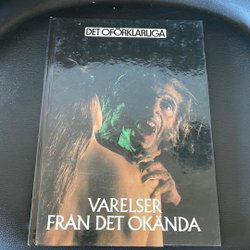 DET OFÖRKLARLIGA
VARELSER
FRÅN DET OKÄNDA